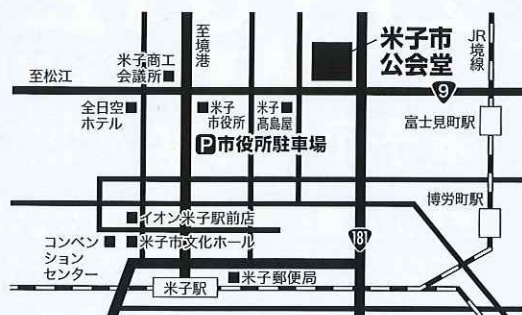 至境港
米子市
公会堂
JR境線
米子商工
会議所
至松江
9
全日空
ホテル
米子
市役所
米子
髙島屋
富士見町駅
P市役所駐車場
博労町駅
イオン米子駅前店
181
コンベン
ション
センター
米子市文化ホール
米子郵便局
米子駅